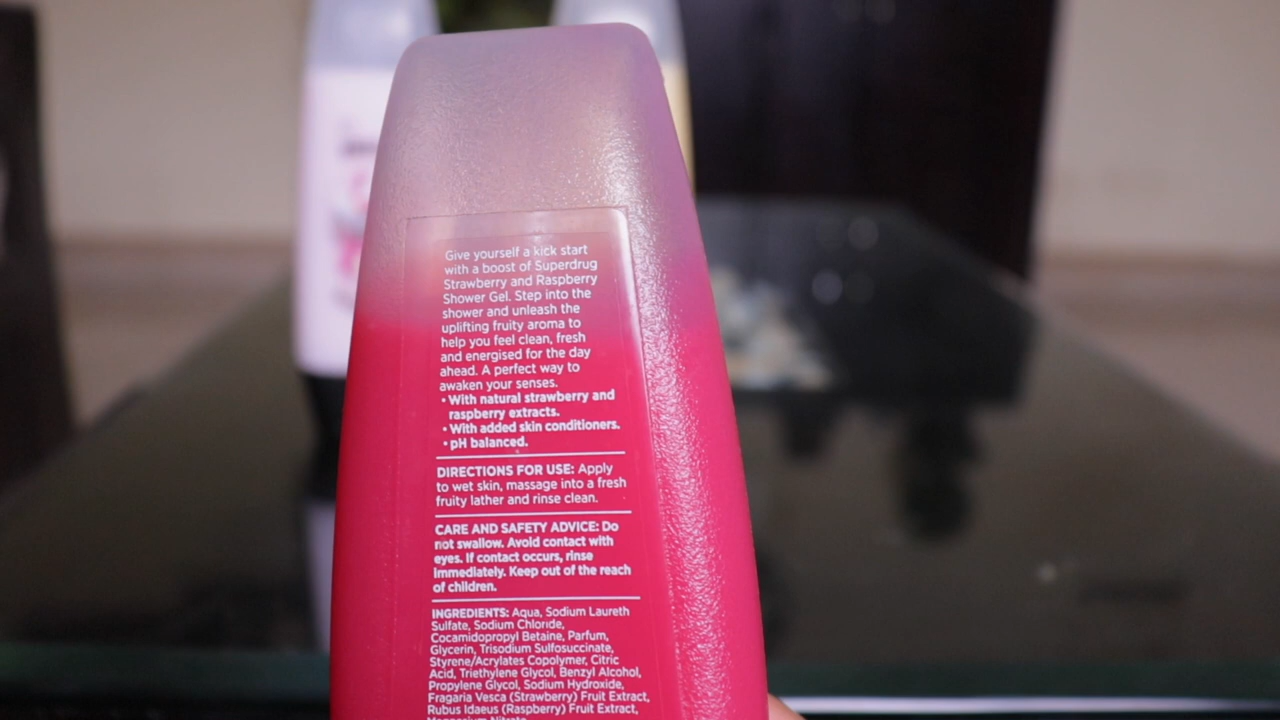 Give yourself a kick start
with a boost of Superdrug
Strawberry and Raspberry
Shower Gel. Step into the
shower and unleash the
uplifting fruity aroma to
help you feel clean, fresh
and energised for the day
ahead. A perfect way to
awaken your senses.
• With natural strawberry and
raspberry extracts.
• With added skin conditioners.
• pH balanced.
DIRECTIONS FOR USE: Apply
to wet skin, massage into a fresh
fruity lather and rinse clean.
CARE AND SAFETY ADVICE: Do
not swallow. Avoid contact with
eyes. If contact occurs, rinse
immediately. Keep out of the reach
of children.
INGREDIENTS: Aqua, Sodium Laureth
Sulfate, Sodium Chloride,
Cocamidopropyl Betaine, Parfum,
Glycerin, Trisodium Sulfosuccinate,
Styrene/Acrylates Copolymer, Citric
Acid, Triethylene Glycol, Benzyl Alcohol,
Propylene Glycol, Sodium Hydroxide,
Fragaria Vesca (Strawberry) Fruit Extract,
Rubus Idaeus (Raspberry) Fruit Extract,
Magnesium Nitrate,